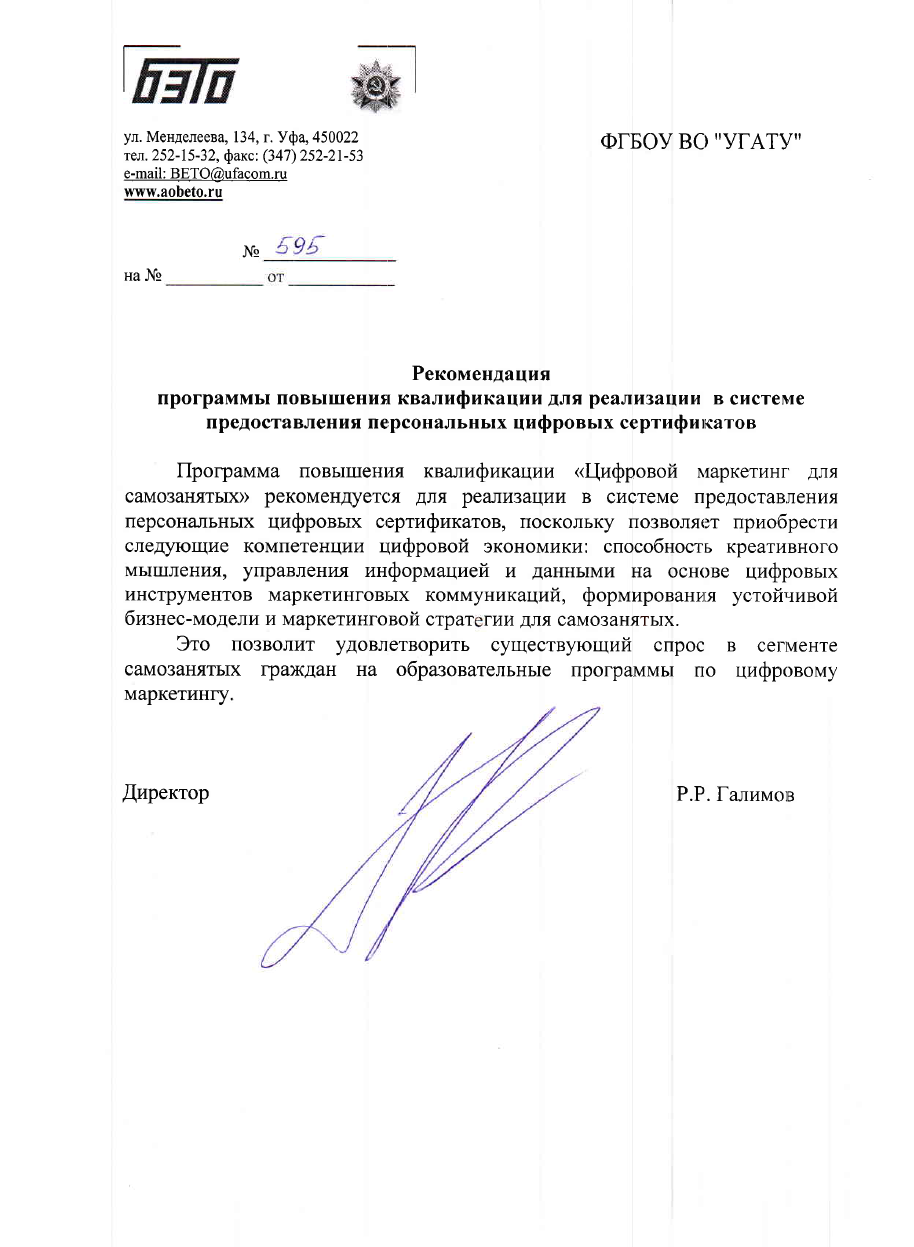 БЭТО
ул. Менделеева, 134, г. Уфа, 450022
тел. 252-15-32, факс: (347) 252-21-53
e-mail: BETO@ufacom.ru
www.aobeto.ru
ФГБОУ ВО "УГАТУ"
№ 595
на № ____________ от _____________
Рекомендация
программы повышения квалификации для реализации в системе
предоставления персональных цифровых сертификатов
Программа повышения квалификации «Цифровой маркетинг для
самозанятых» рекомендуется для реализации в системе предоставления
персональных цифровых сертификатов, поскольку позволяет приобрести
следующие компетенции цифровой экономики: способность креативного
мышления, управления информацией и данными на основе цифровых
инструментов маркетинговых коммуникаций, формирования устойчивой
бизнес-модели и маркетинговой стратегии для самозанятых.
Это позволит удовлетворить существующий спрос в сегменте
самозанятых граждан на образовательные программы по цифровому
маркетингу.
Директор
Р.Р. Галимов